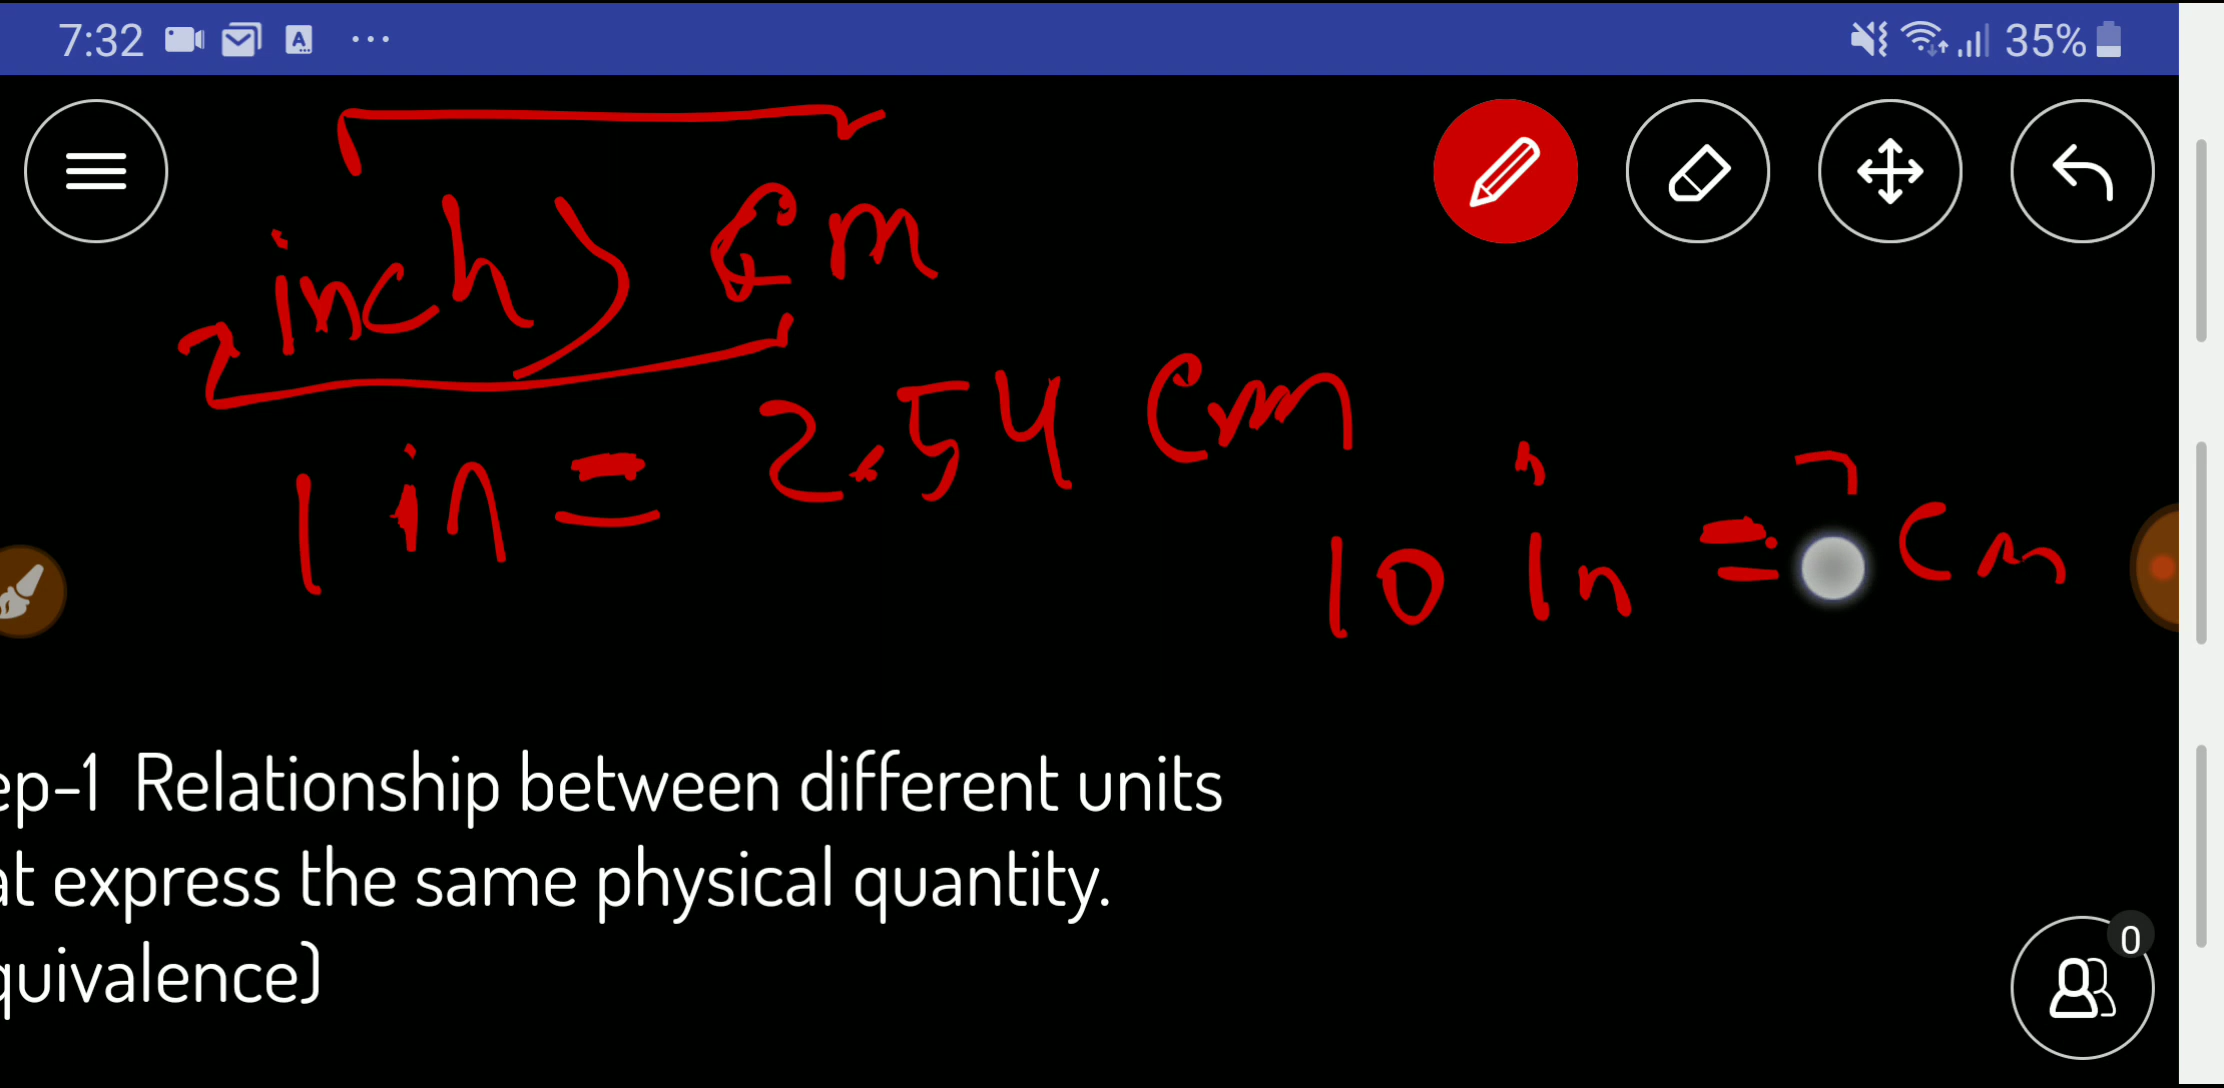 7:32 35%
inch cm
1 in = 2.54 cm
10 in = ? cm
ep-1 Relationship between different units
at express the same physical quantity.
quivalence)
0